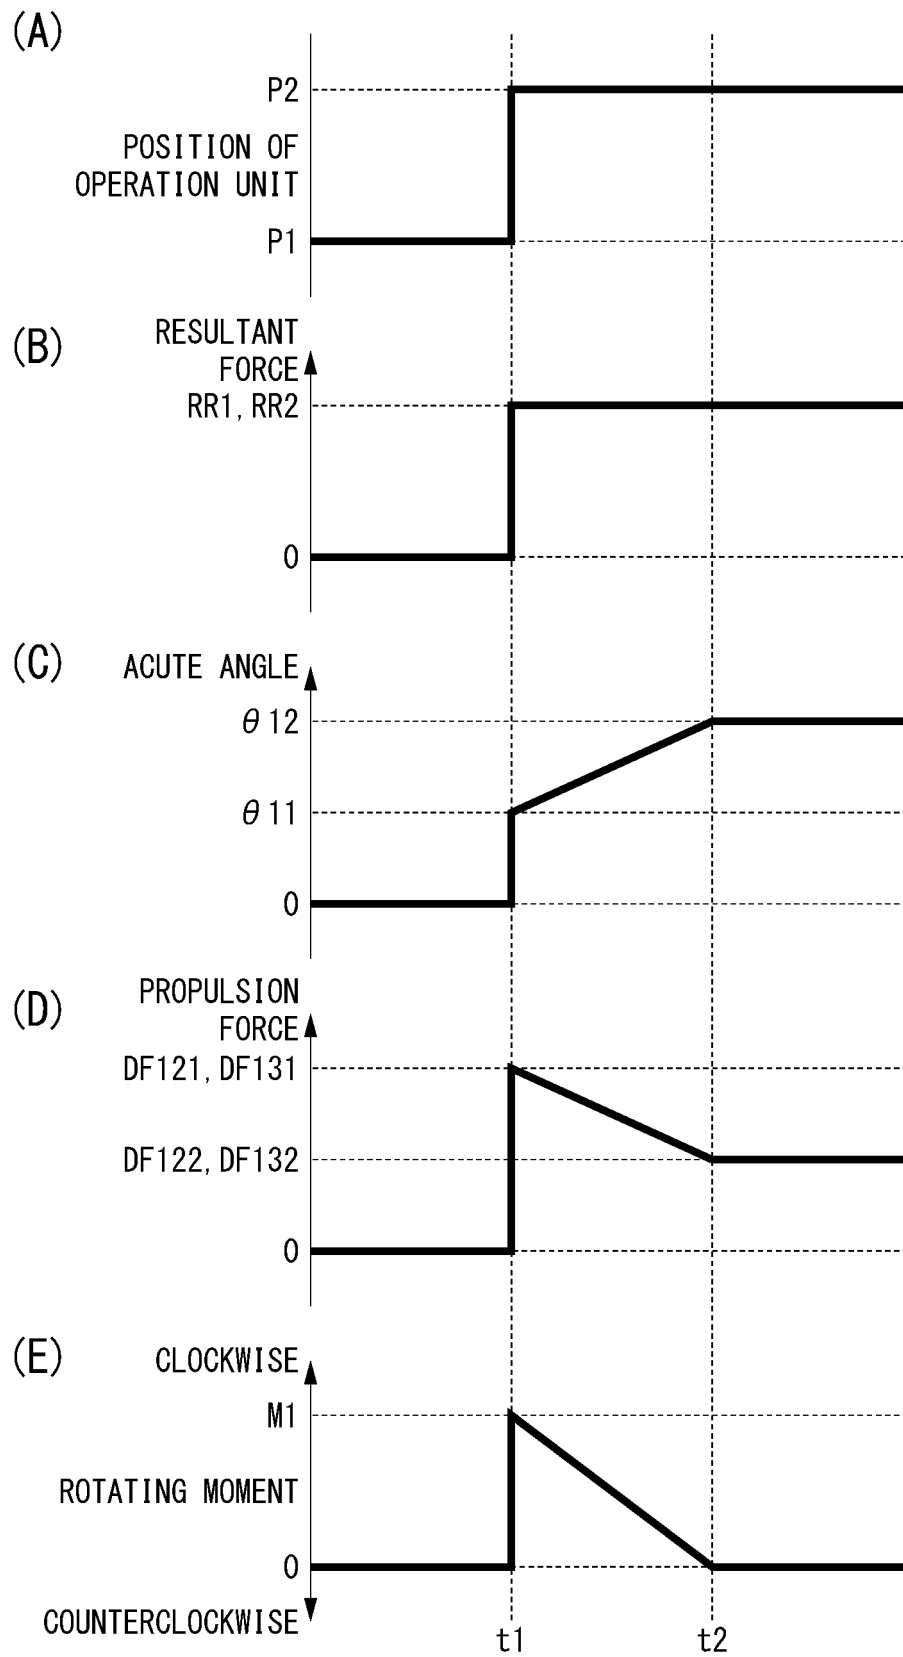 (A)
P2
POSITION OF
OPERATION UNIT
P1
(B)
RESULTANT
FORCE
RR1, RR2
0
(C)
ACUTE ANGLE
θ12
θ11
0
(D)
PROPULSION
FORCE
DF121, DF131
DF122, DF132
0
(E)
CLOCKWISE
M1
ROTATING MOMENT
0
COUNTERCLOCKWISE
t1 t2